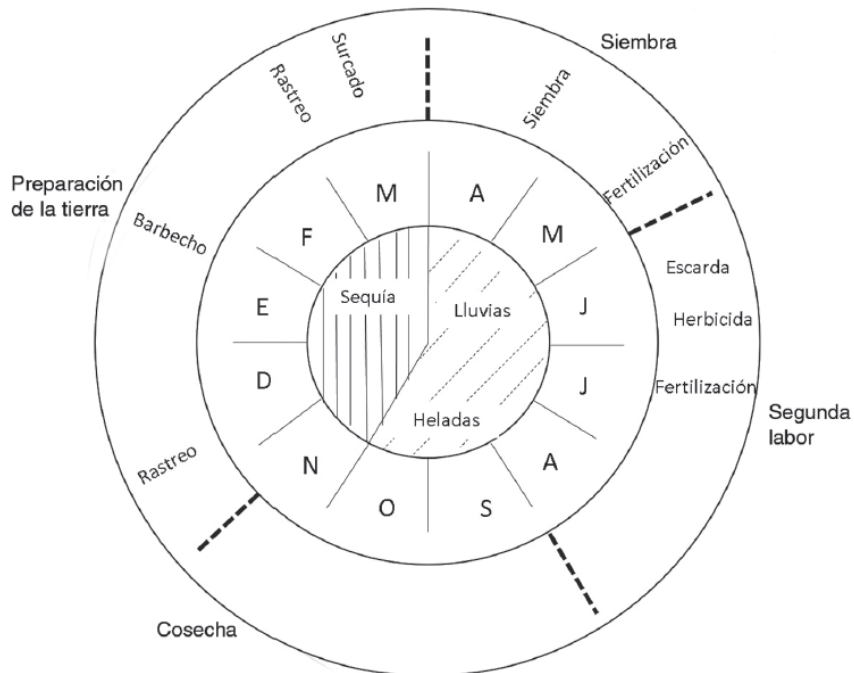 Siembra
Surcado
Rastreo
Siembra
Fertilización
Preparación
de la tierra
Barbecho
M
A
F
M
Escarda
E
Sequía
Lluvias
J
Herbicida
D
J
Fertilización
Heladas
Segunda
labor
Rastreo
N
A
O
S
Cosecha